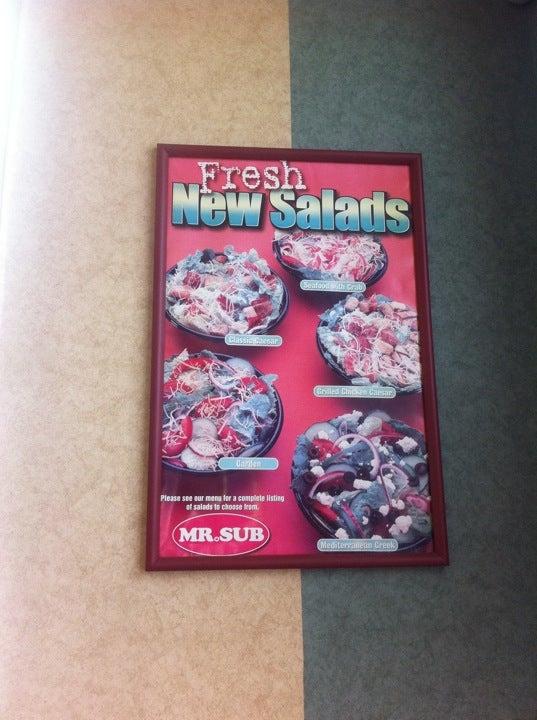 Fresh
New Salads
Seafood with Crab
Classic Caesar
Grilled Chicken Caesar
Garden
Mediterranean Greek
Please see our menu for a complete listing
of salads to choose from.
MR.SUB